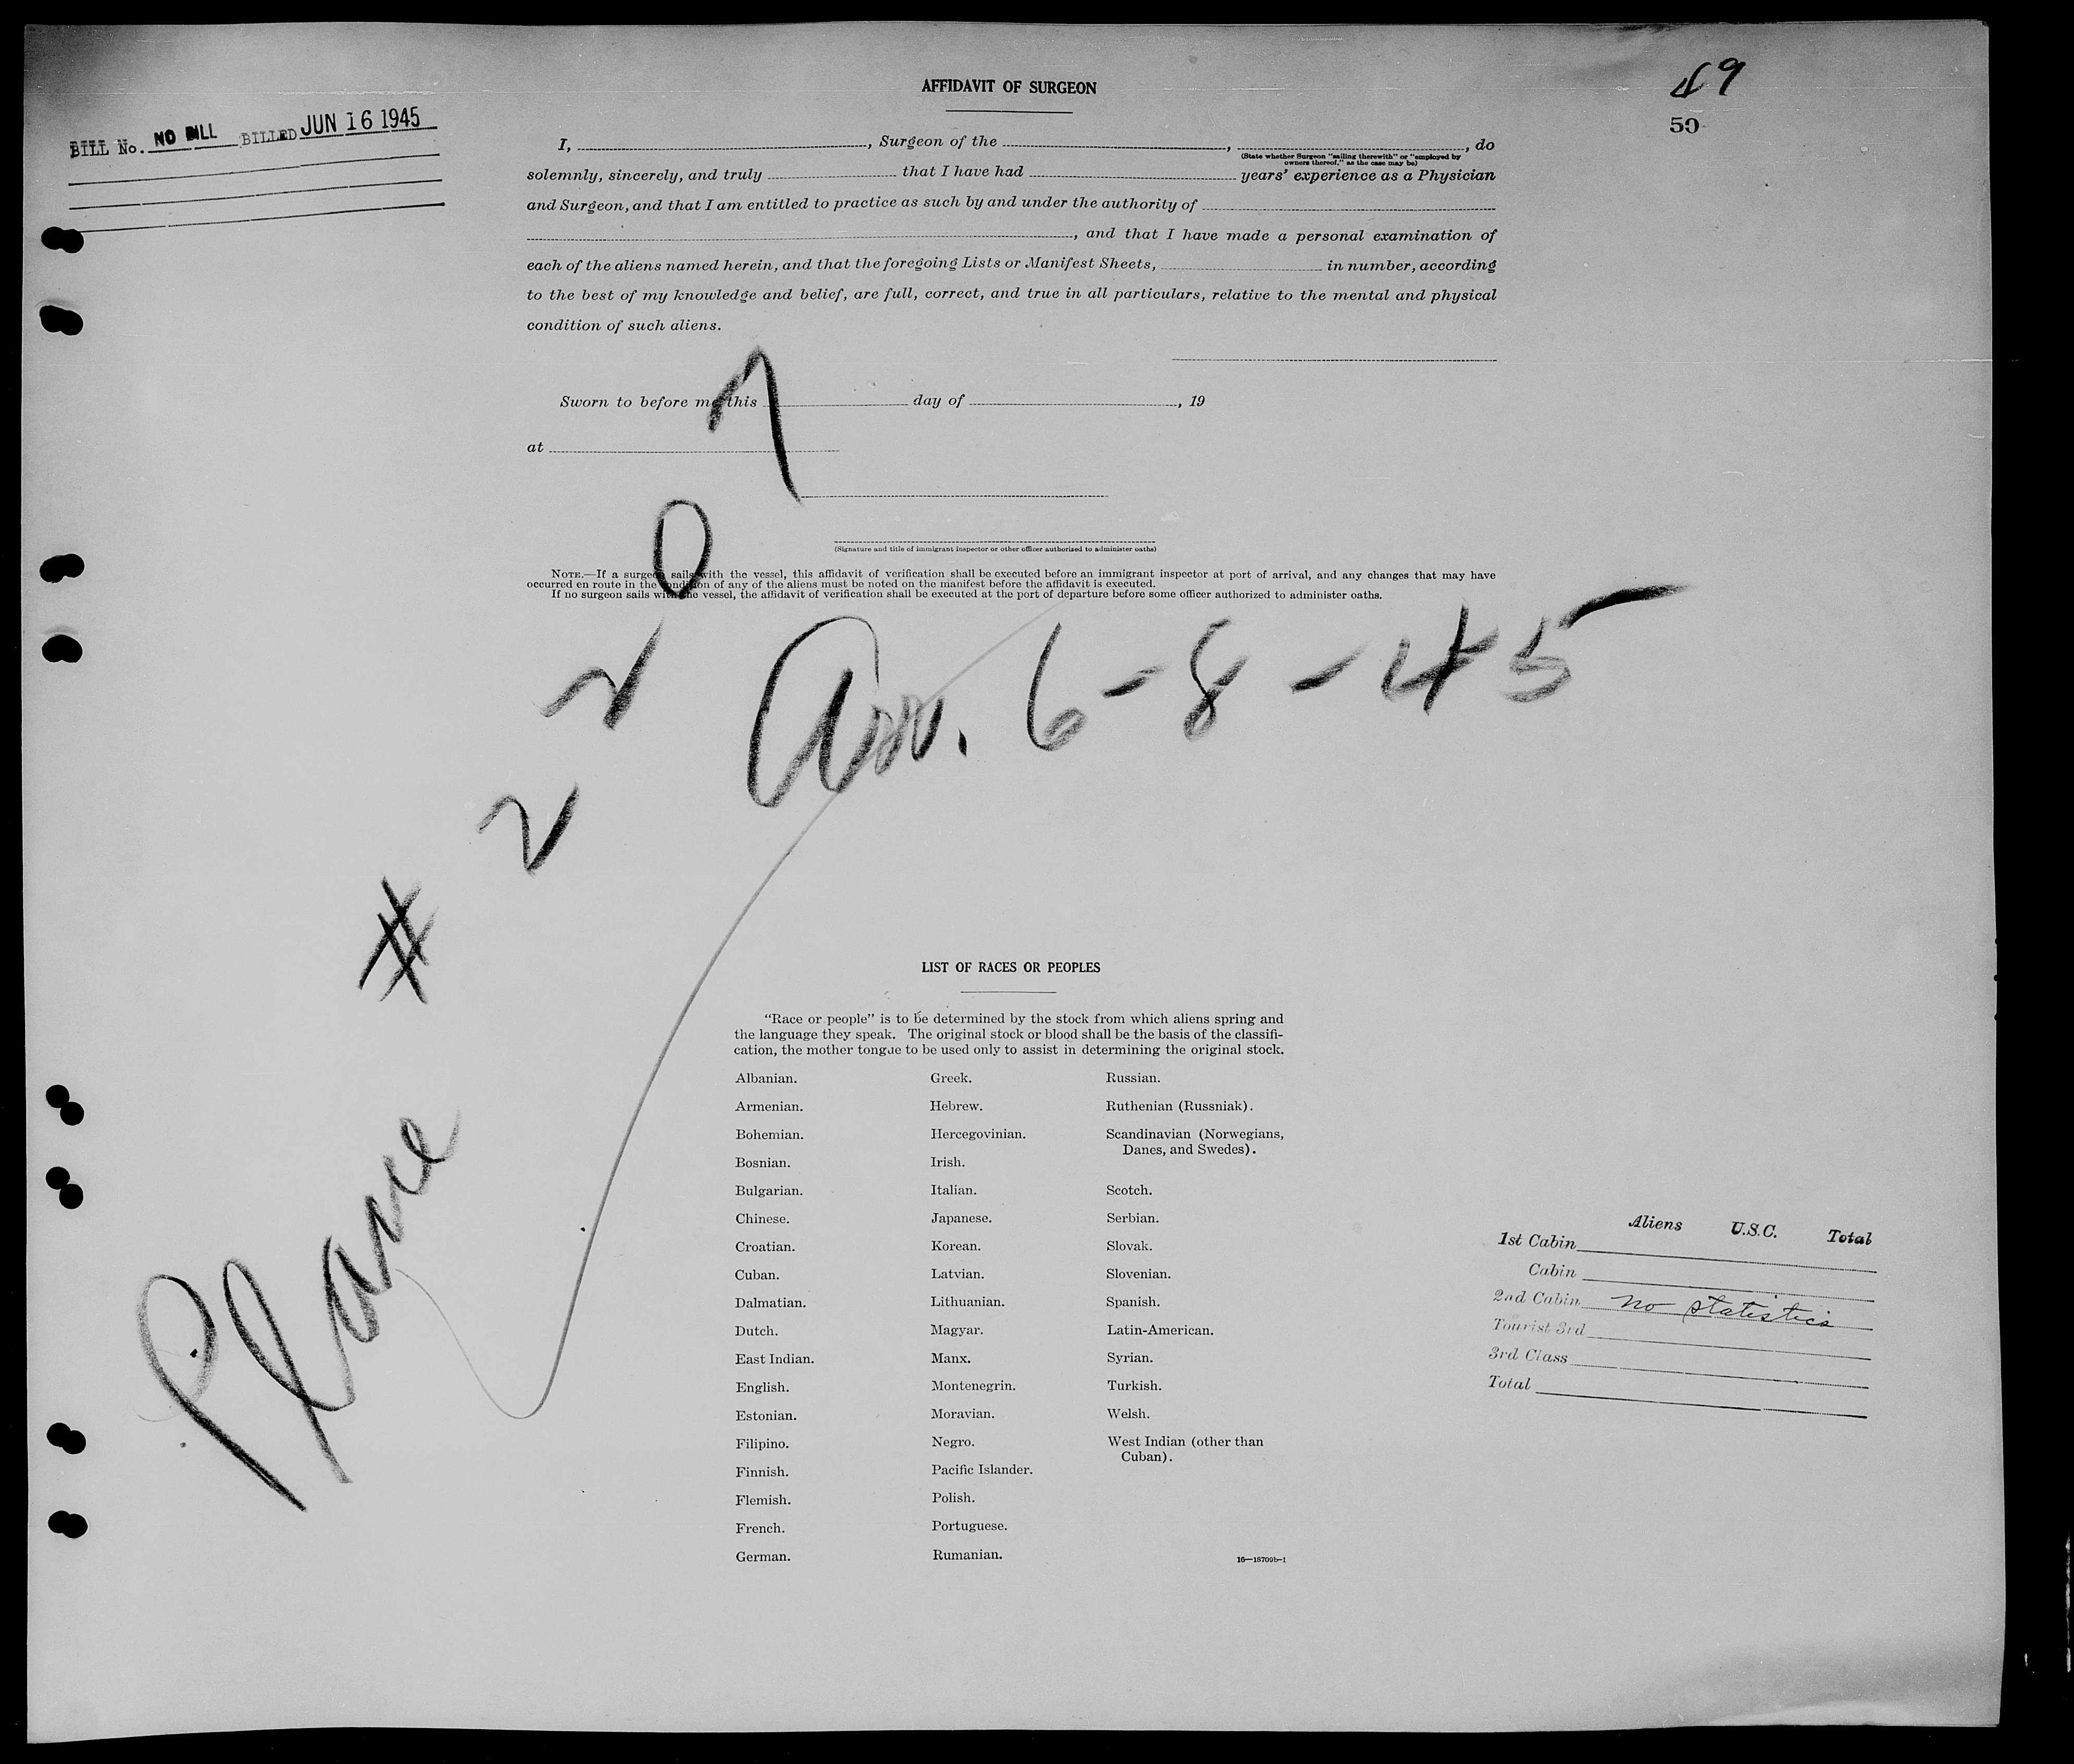 AFFIDAVIT OF SURGEON
49
50
BILL No. NO BILL BILLED JUN 16 1945
I, , Surgeon of the , , do
(State whether Surgeon "sailing therewith" or "employed by
owners thereof," as the case may be)
solemnly, sincerely, and truly that I have had years' experience as a Physician
and Surgeon, and that I am entitled to practice as such by and under the authority of
, and that I have made a personal examination of
each of the aliens named herein, and that the foregoing Lists or Manifest Sheets, in number, according
to the best of my knowledge and belief, are full, correct, and true in all particulars, relative to the mental and physical
condition of such aliens.
Sworn to before me this day of , 19
at
(Signature and title of immigrant inspector or other officer authorized to administer oaths)
NOTE.—If a surgeon sails with the vessel, this affidavit of verification shall be executed before an immigrant inspector at port of arrival, and any changes that may have
occurred en route in the condition of any of the aliens must be noted on the manifest before the affidavit is executed.
If no surgeon sails with the vessel, the affidavit of verification shall be executed at the port of departure before some officer authorized to administer oaths.
Plane # 2207
Arr. 6-8-45
LIST OF RACES OR PEOPLES
"Race or people" is to be determined by the stock from which aliens spring and
the language they speak. The original stock or blood shall be the basis of the classifi-
cation, the mother tongue to be used only to assist in determining the original stock.
Albanian. Greek. Russian.
Armenian. Hebrew. Ruthenian (Russniak).
Bohemian. Hercegovinian. Scandinavian (Norwegians,
Danes, and Swedes).
Bosnian. Irish.
Bulgarian. Italian. Scotch.
Chinese. Japanese. Serbian.
Croatian. Korean. Slovak.
Cuban. Latvian. Slovenian.
Dalmatian. Lithuanian. Spanish.
Dutch. Magyar. Latin-American.
East Indian. Manx. Syrian.
English. Montenegrin. Turkish.
Estonian. Moravian. Welsh.
Filipino. Negro. West Indian (other than
Cuban).
Finnish. Pacific Islander.
Flemish. Polish.
French. Portuguese.
German. Rumanian.
16—18709b-1
Aliens U.S.C. Total
1st Cabin
Cabin
2nd Cabin no statistics
Tourist 3rd
3rd Class
Total